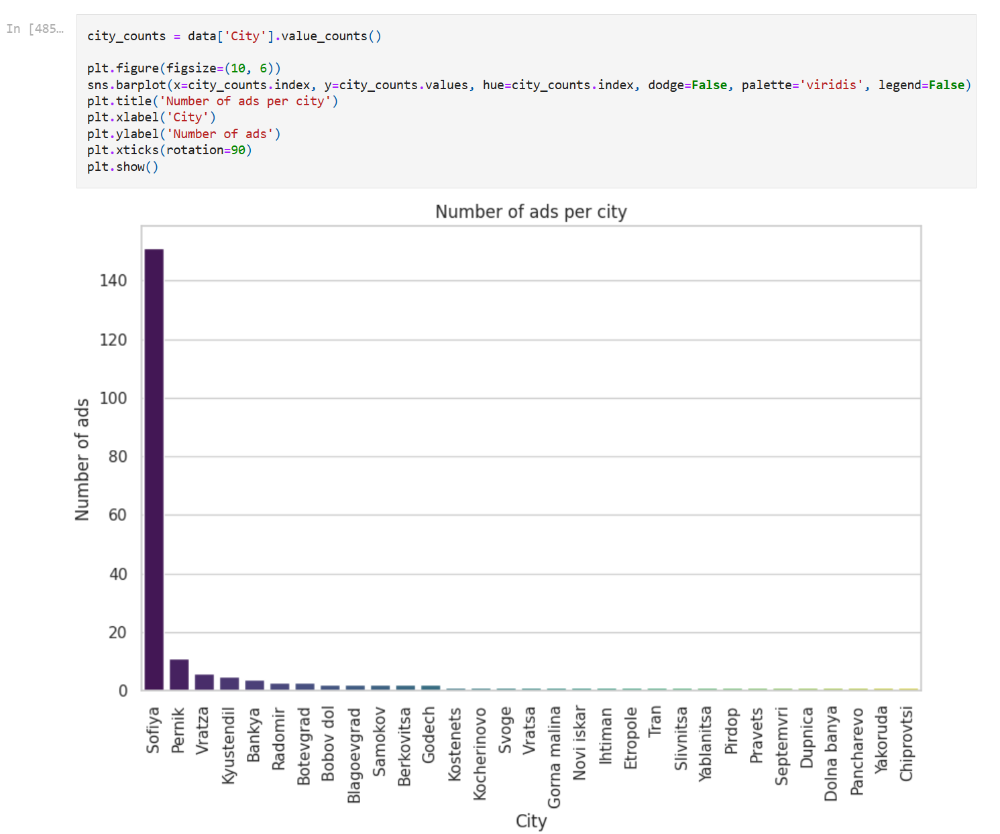 In [485…
city_counts = data['City'].value_counts()
plt.figure(figsize=(10, 6))
sns.barplot(x=city_counts.index, y=city_counts.values, hue=city_counts.index, dodge=False, palette='viridis', legend=False)
plt.title('Number of ads per city')
plt.xlabel('City')
plt.ylabel('Number of ads')
plt.xticks(rotation=90)
plt.show()
Number of ads per city
Number of ads
140
120
100
80
60
40
20
0
Sofiya
Pernik
Vratza
Kyustendil
Bankya
Radomir
Botevgrad
Bobov dol
Blagoevgrad
Samokov
Berkovitsa
Godech
Kostenets
Kocherinovo
Svoge
Vratsa
Gorna malina
Novi iskar
Ihtiman
Etropole
Tran
Slivnitsa
Yablanitsa
Pirdop
Pravets
Septemvri
Dupnica
Dolna banya
Pancharevo
Yakoruda
Chiprovtsi
City